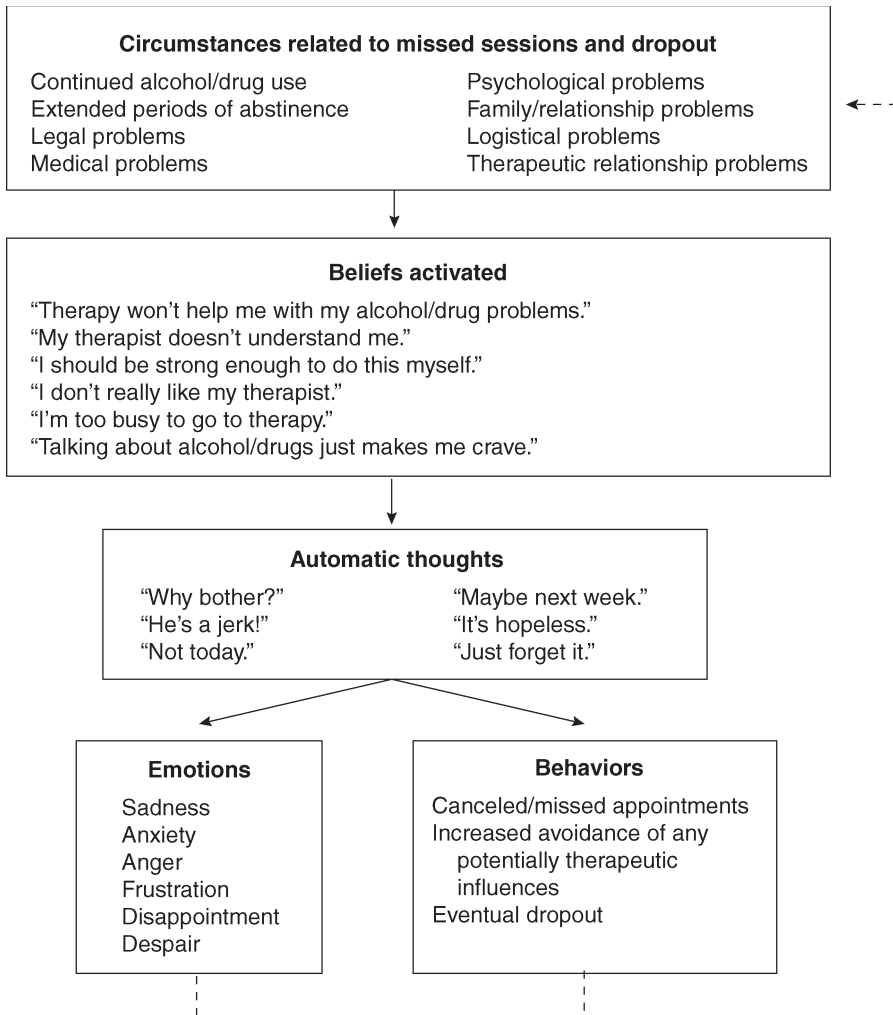 Circumstances related to missed sessions and dropout
Continued alcohol/drug use
Extended periods of abstinence
Legal problems
Medical problems
Psychological problems
Family/relationship problems
Logistical problems
Therapeutic relationship problems
Beliefs activated
“Therapy won’t help me with my alcohol/drug problems.”
“My therapist doesn’t understand me.”
“I should be strong enough to do this myself.”
“I don’t really like my therapist.”
“I’m too busy to go to therapy.”
“Talking about alcohol/drugs just makes me crave.”
Automatic thoughts
“Why bother?”
“He’s a jerk!”
“Not today.”
“Maybe next week.”
“It’s hopeless.”
“Just forget it.”
Emotions
Sadness
Anxiety
Anger
Frustration
Disappointment
Despair
Behaviors
Canceled/missed appointments
Increased avoidance of any
potentially therapeutic
influences
Eventual dropout